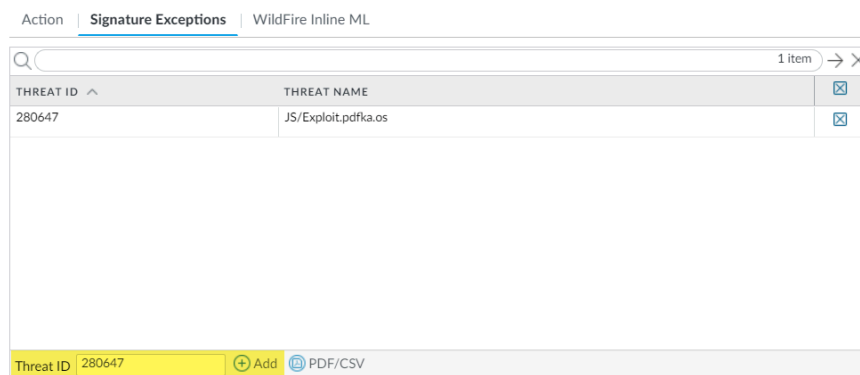 Action | Signature Exceptions | WildFire Inline ML
1 item
THREAT ID THREAT NAME
280647 JS/Exploit.pdfka.os
Threat ID 280647 Add PDF/CSV